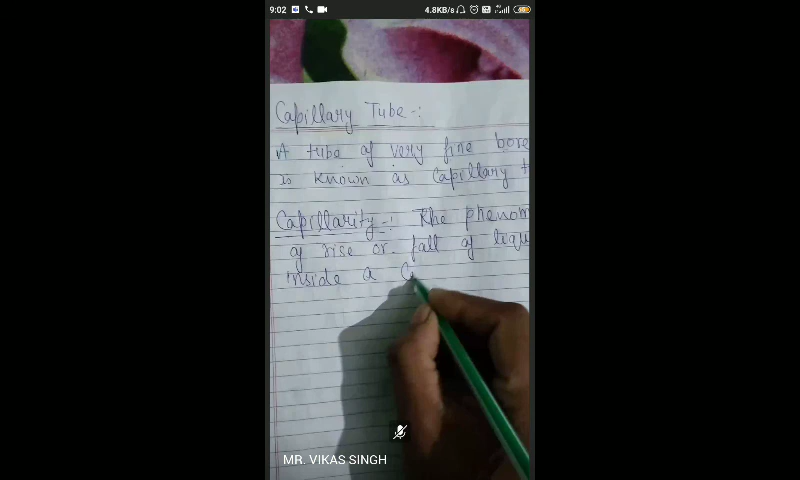 9:02
4.8KB/s
Capillary Tube -:
A tube of very fine bore
is known as Capillary t
Capillarity -: The phenom
of rise or fall of liqu
inside a C
MR. VIKAS SINGH